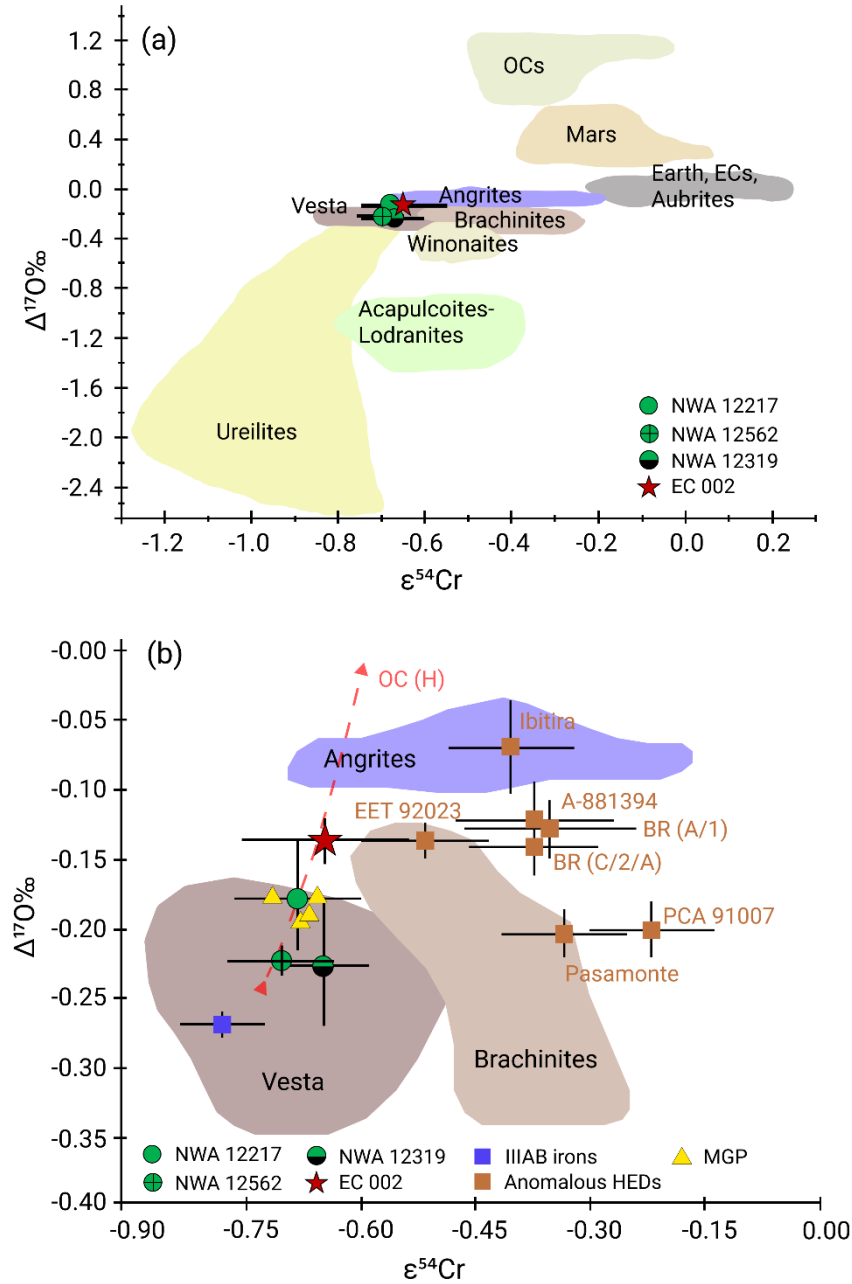 (a)
1.2
0.8
0.4
0.0
-0.4
-0.8
-1.2
-1.6
-2.0
-2.4
Δ¹⁷O‰
OCs
Mars
Earth, ECs,
Aubrites
Angrites
Vesta
Brachinites
Winonaites
Acapulcoites-
Lodranites
Ureilites
NWA 12217
NWA 12562
NWA 12319
EC 002
-1.2 -1.0 -0.8 -0.6 -0.4 -0.2 0.0 0.2
ε⁵⁴Cr
(b)
-0.00
-0.05
-0.10
-0.15
-0.20
-0.25
-0.30
-0.35
-0.40
Δ¹⁷O‰
OC (H)
Ibitira
Angrites
EET 92023
A-881394
BR (A/1)
BR (C/2/A)
PCA 91007
Pasamonte
Brachinites
Vesta
NWA 12217 NWA 12319 IIIAB irons MGP
NWA 12562 EC 002 Anomalous HEDs
-0.90 -0.75 -0.60 -0.45 -0.30 -0.15 0.00
ε⁵⁴Cr